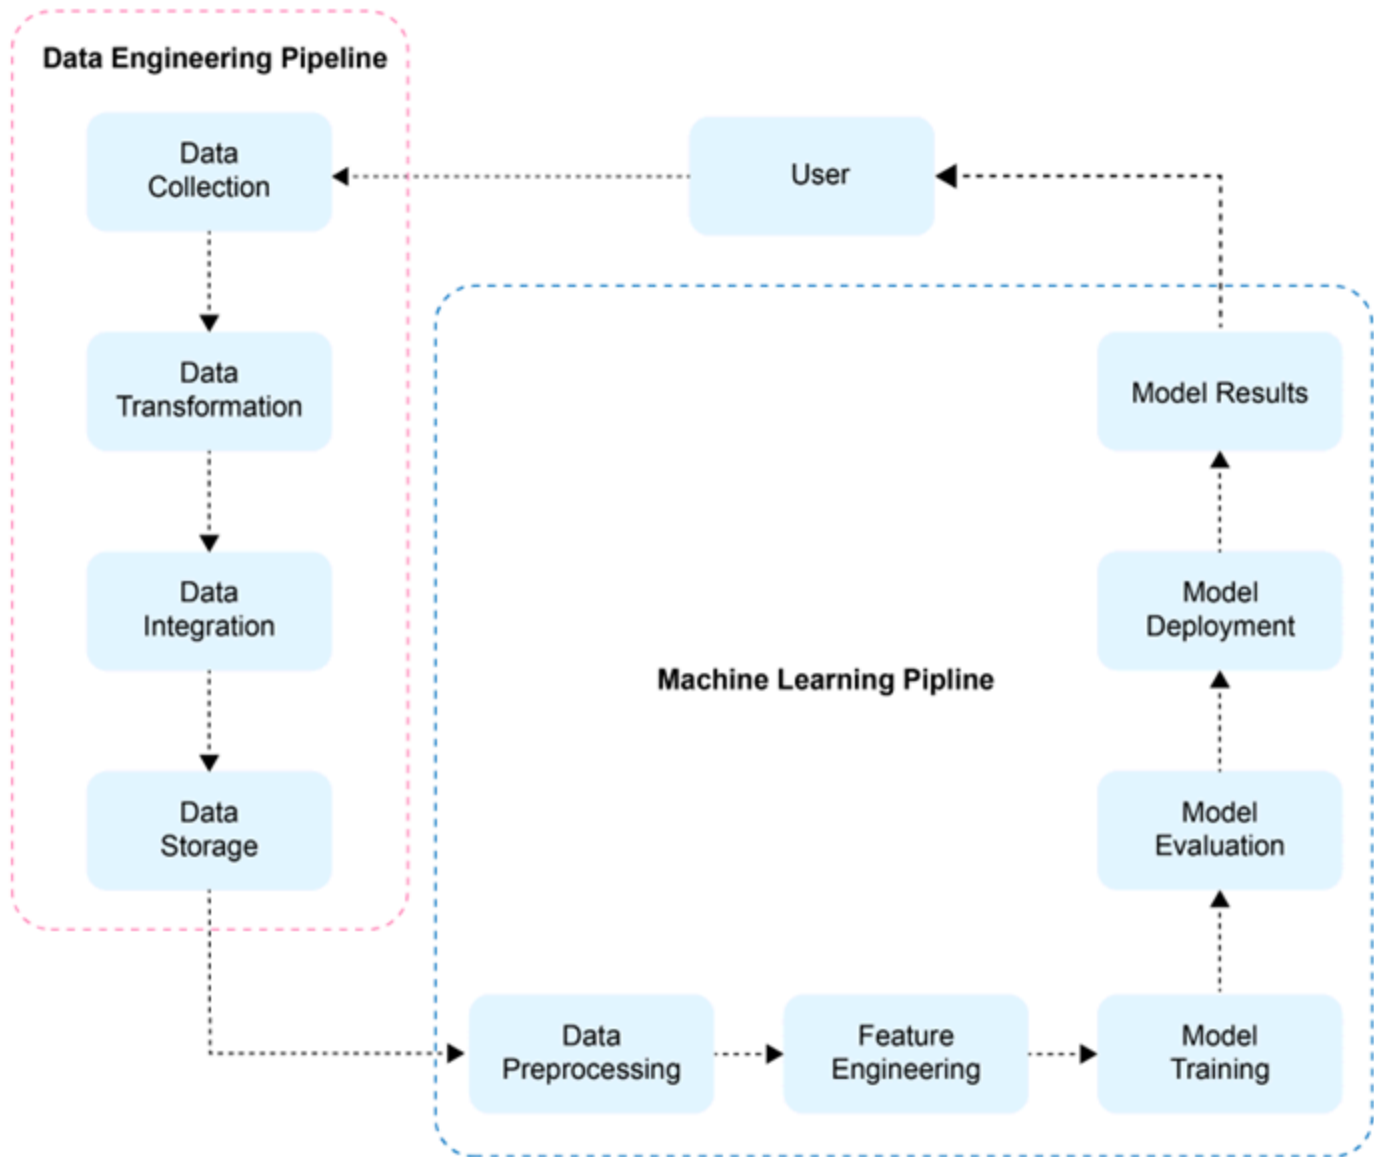 Data Engineering Pipeline
Data
Collection
User
Data
Transformation
Model Results
Data
Integration
Model
Deployment
Machine Learning Pipline
Data
Storage
Model
Evaluation
Data
Preprocessing
Feature
Engineering
Model
Training